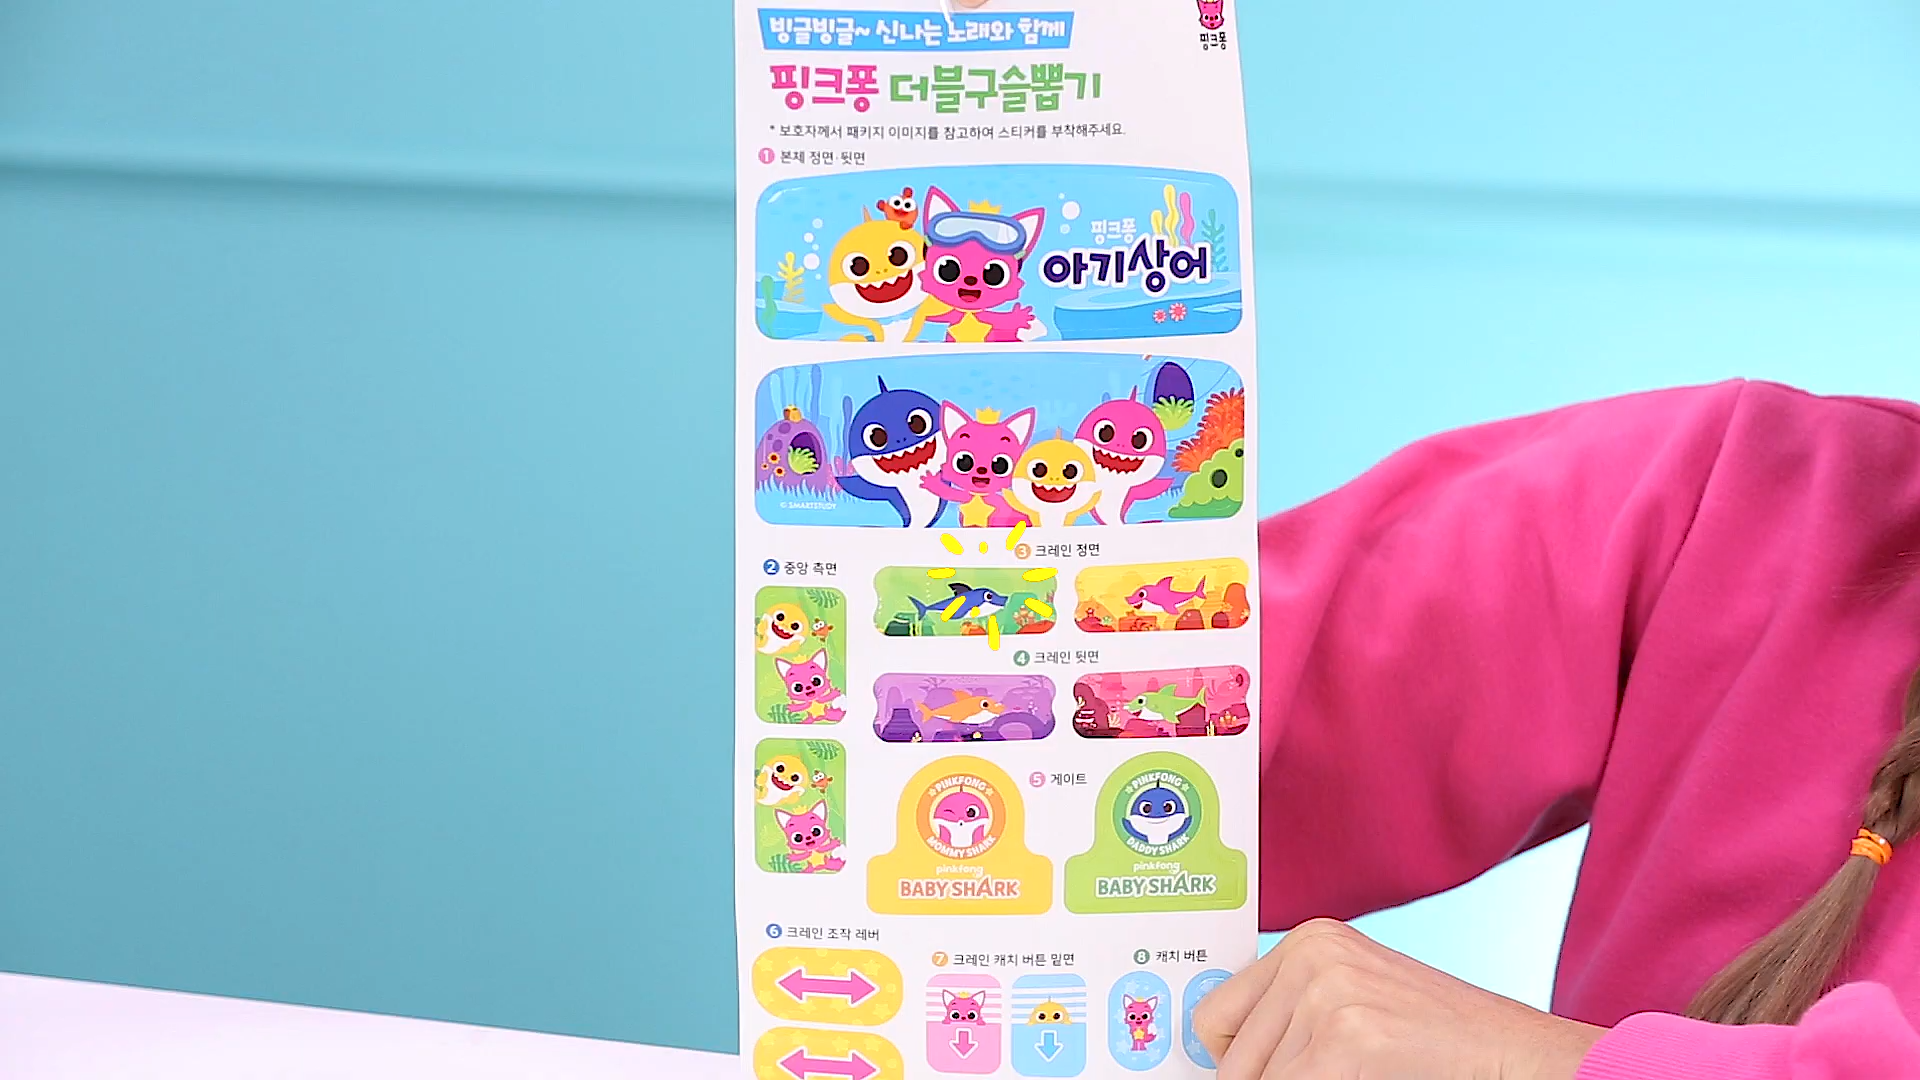 빙글빙글~ 신나는 노래와 함께
핑크퐁
핑크퐁 더블구슬뽑기
* 보호자께서 패키지 이미지를 참고하여 스티커를 부착해주세요.
1 본체 정면·뒷면
핑크퐁
아기상어
© SMARTSTUDY
2 중앙 측면
3 크레인 정면
4 크레인 뒷면
5 게이트
PINKFONG
MOMMY SHARK
pinkfong
BABY SHARK
PINKFONG
DADDY SHARK
pinkfong
BABY SHARK
6 크레인 조작 레버
7 크레인 캐치 버튼 밑면
8 캐치 버튼